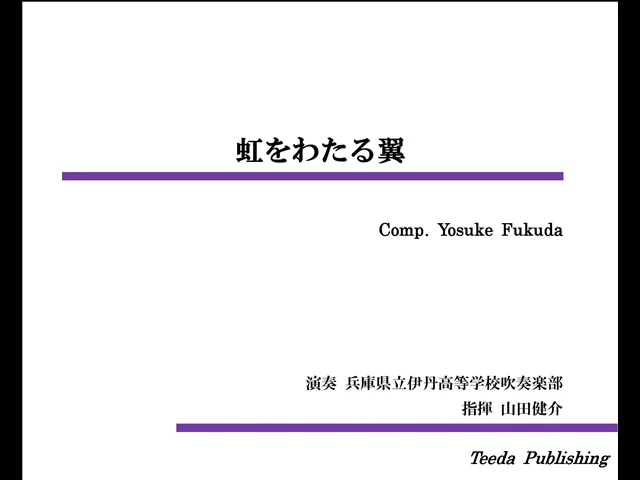 虹をわたる翼
Comp. Yosuke Fukuda
演奏 兵庫県立伊丹高等学校吹奏楽部
指揮 山田健介
Teeda Publishing